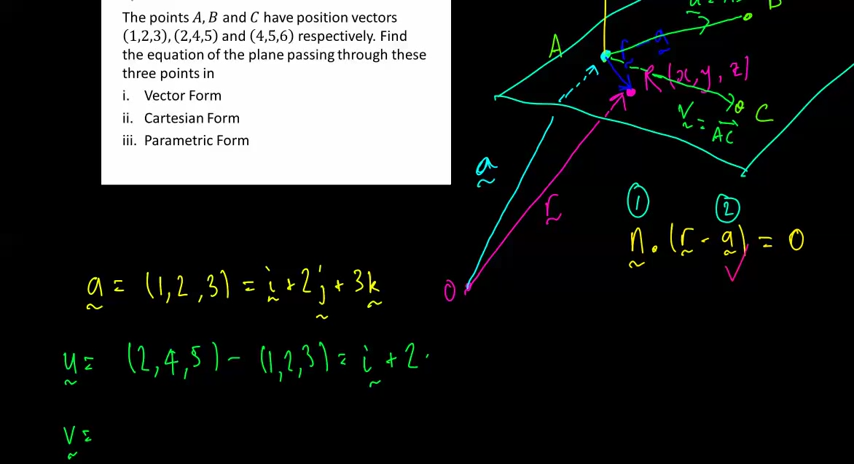 The points A, B and C have position vectors
(1,2,3), (2,4,5) and (4,5,6) respectively. Find
the equation of the plane passing through these
three points in
i. Vector Form
ii. Cartesian Form
iii. Parametric Form
A
r
R (x, y, z)
C
v = AC
a
r
O
1 2
n . (r - a) = 0
a = (1, 2, 3) = i + 2j + 3k
u = (2, 4, 5) - (1, 2, 3) = i + 2
v =